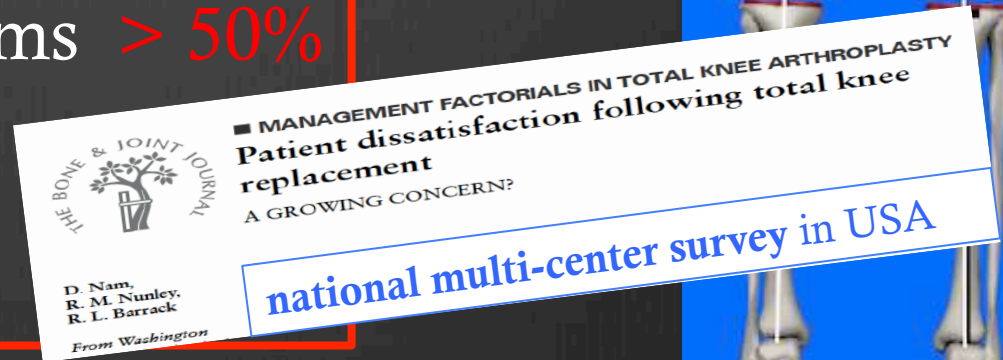 > 50%
■ MANAGEMENT FACTORIALS IN TOTAL KNEE ARTHROPLASTY
Patient dissatisfaction following total knee
replacement
A GROWING CONCERN?
THE BONE & JOINT JOURNAL
national multi-center survey in USA
D. Nam,
R. M. Nunley,
R. L. Barrack
From Washington